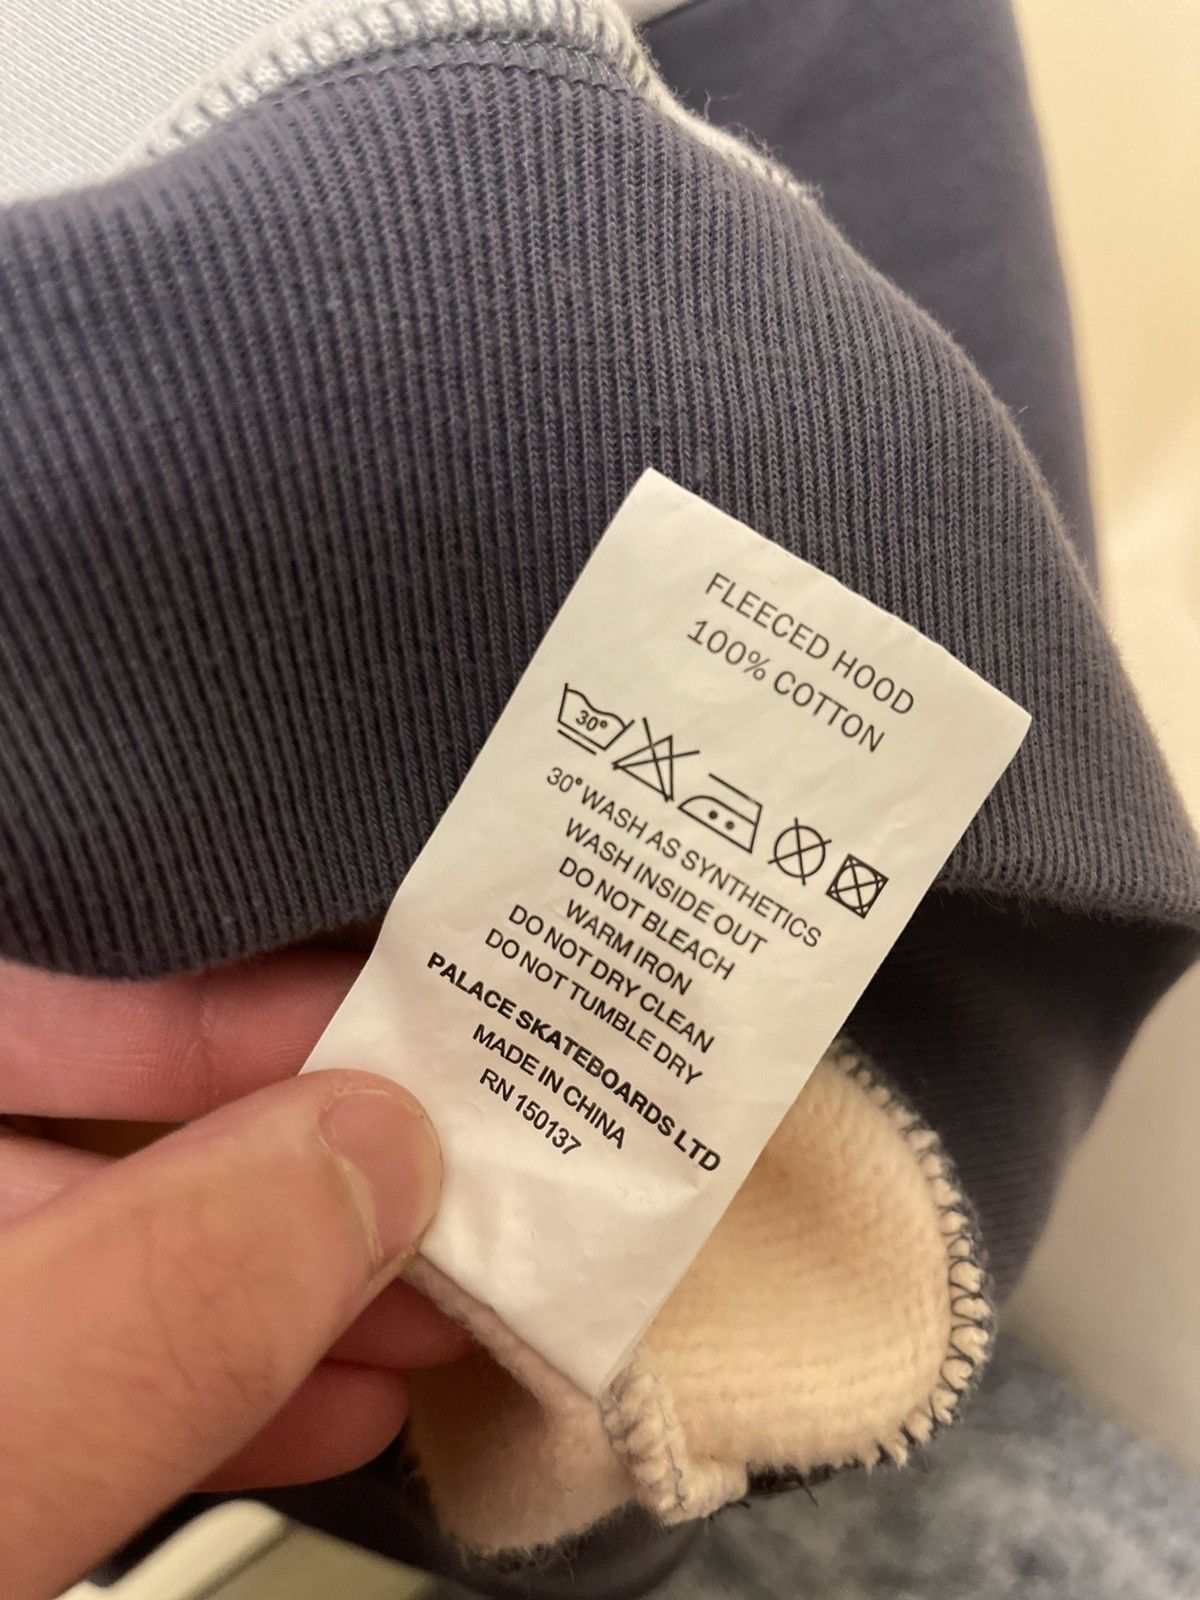 FLEECED HOOD
100% COTTON
30°
30° WASH AS SYNTHETICS
WASH INSIDE OUT
DO NOT BLEACH
WARM IRON
DO NOT DRY CLEAN
DO NOT TUMBLE DRY
PALACE SKATEBOARDS LTD
MADE IN CHINA
RN 150137